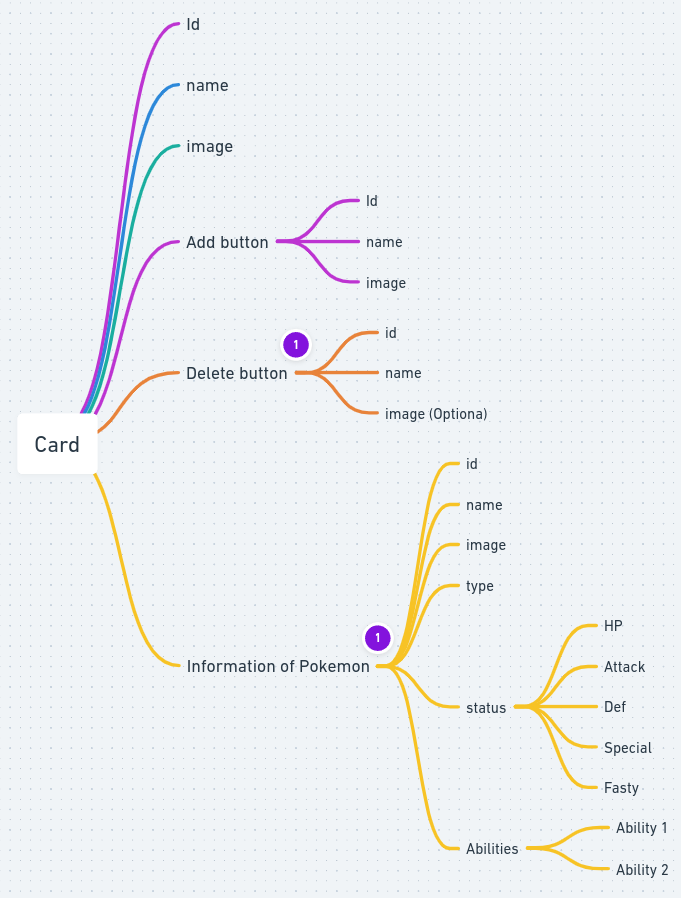 Id
name
image
Add button
Id
name
image
Delete button
1
id
name
image (Optiona)
Card
Information of Pokemon
1
id
name
image
type
status
HP
Attack
Def
Special
Fasty
Abilities
Ability 1
Ability 2